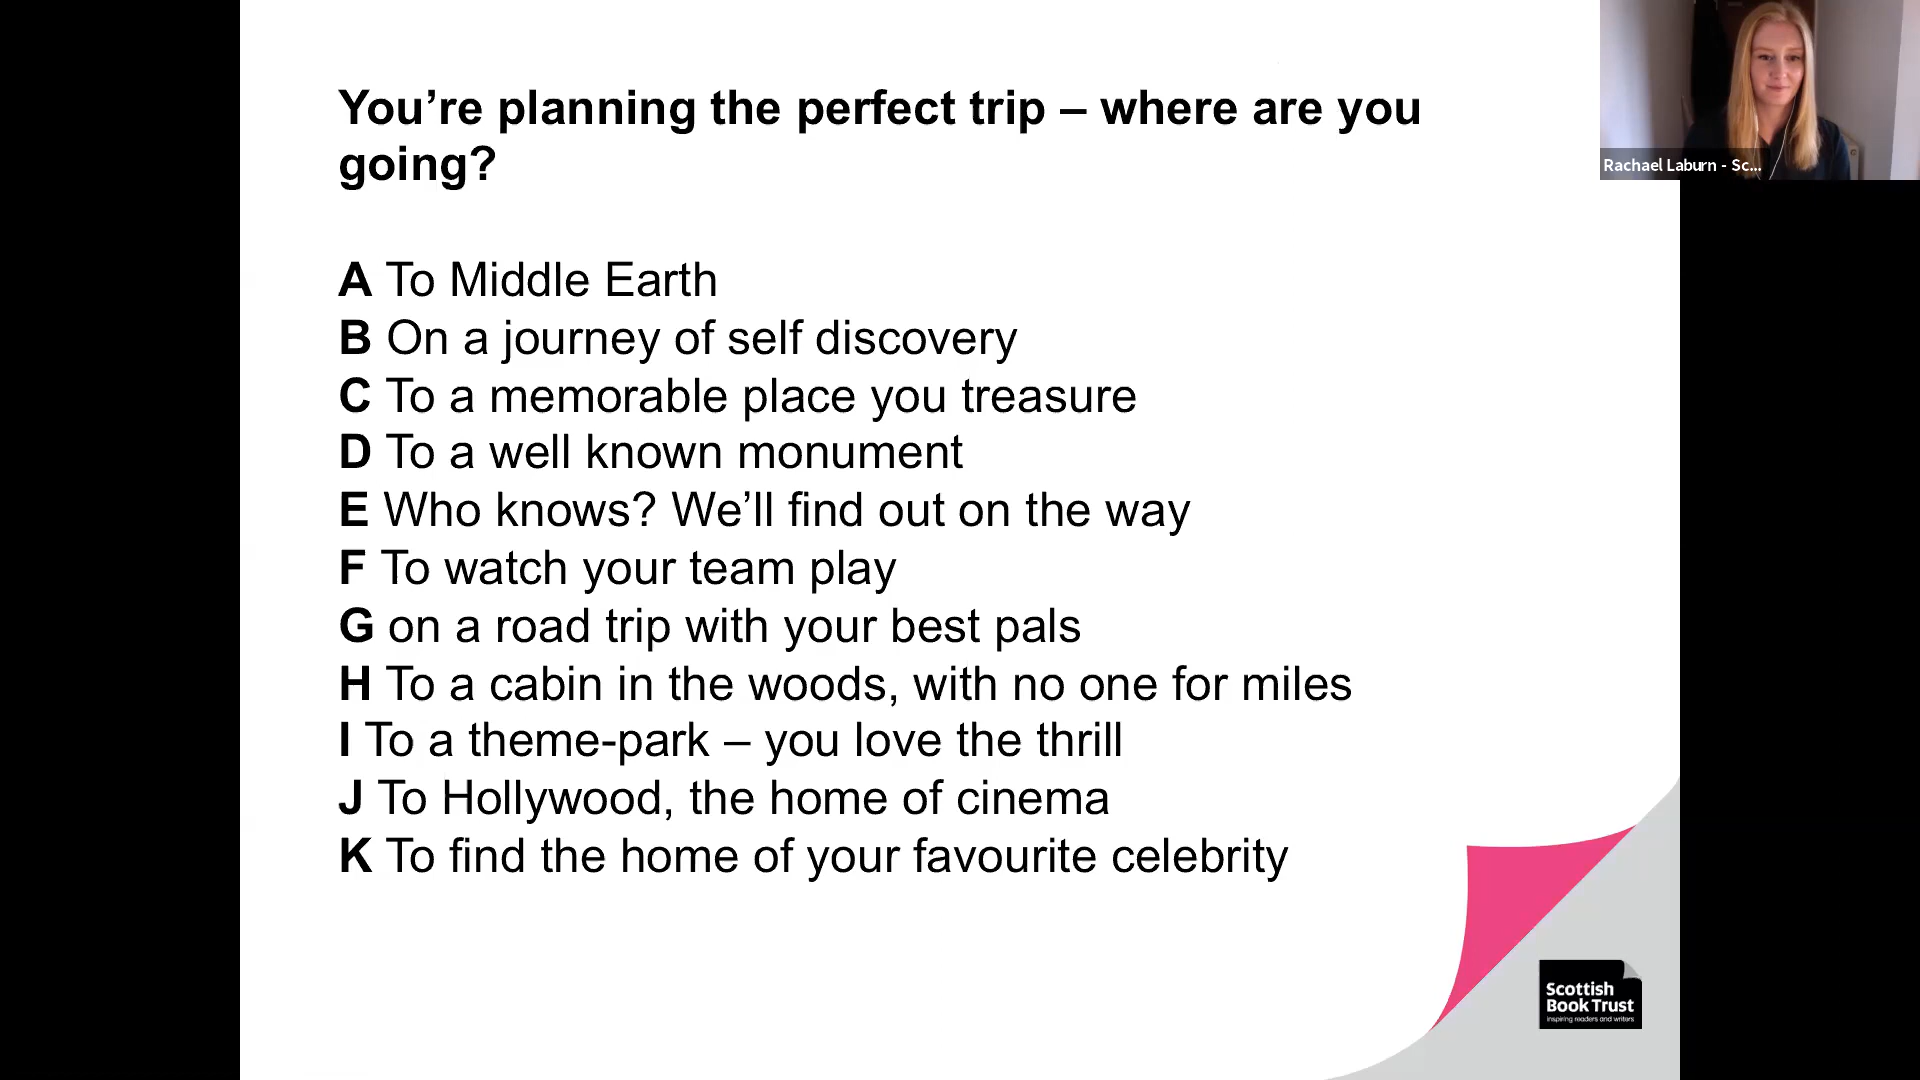 You’re planning the perfect trip – where are you
going?
A To Middle Earth
B On a journey of self discovery
C To a memorable place you treasure
D To a well known monument
E Who knows? We’ll find out on the way
F To watch your team play
G on a road trip with your best pals
H To a cabin in the woods, with no one for miles
I To a theme-park – you love the thrill
J To Hollywood, the home of cinema
K To find the home of your favourite celebrity
Rachael Laburn - Sc...
Scottish
Book Trust
inspiring readers and writers